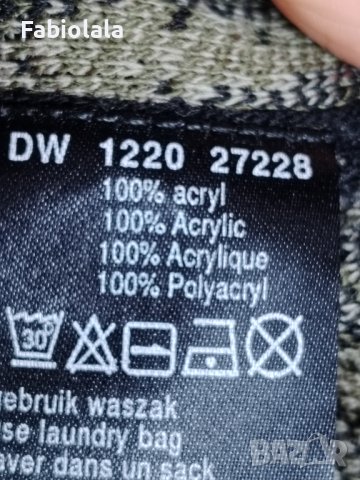 Fabiolala
DW 1220 27228
100% acryl
100% Acrylic
100% Acrylique
100% Polyacryl
30°
gebruik waszak
use laundry bag
laver dans un sack
BAZAR